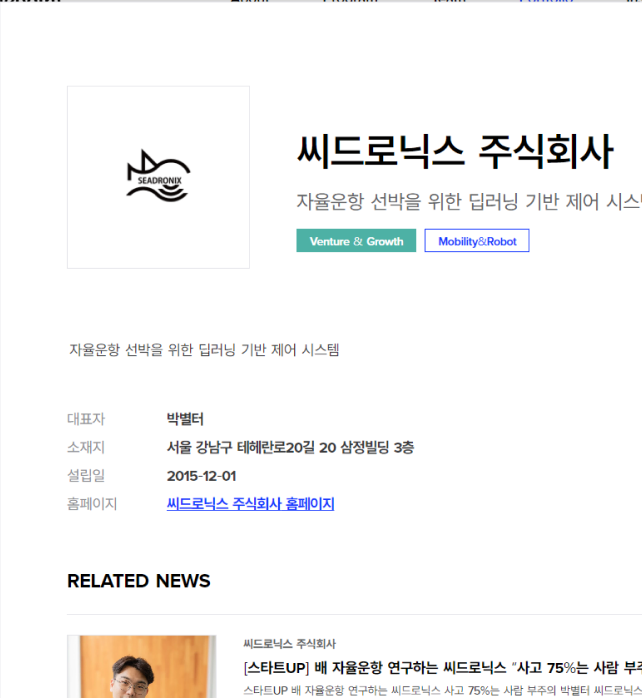 SEADRONIX
씨드로닉스 주식회사
자율운항 선박을 위한 딥러닝 기반 제어
Venture & Growth
Mobility&Robot
자율운항 선박을 위한 딥러닝 기반 제어 시스템
대표자 박별터
소재지 서울 강남구 테헤란로20길 20 삼정빌딩 3층
설립일 2015-12-01
홈페이지 씨드로닉스 주식회사 홈페이지
RELATED NEWS
씨드로닉스 주식회사
[스타트UP] 배 자율운항 연구하는 씨드로닉스 “사고 75%는 사람
스타트UP 배 자율운항 연구하는 씨드로닉스 사고 75%는 사람 부주의 박별터 씨드로닉스